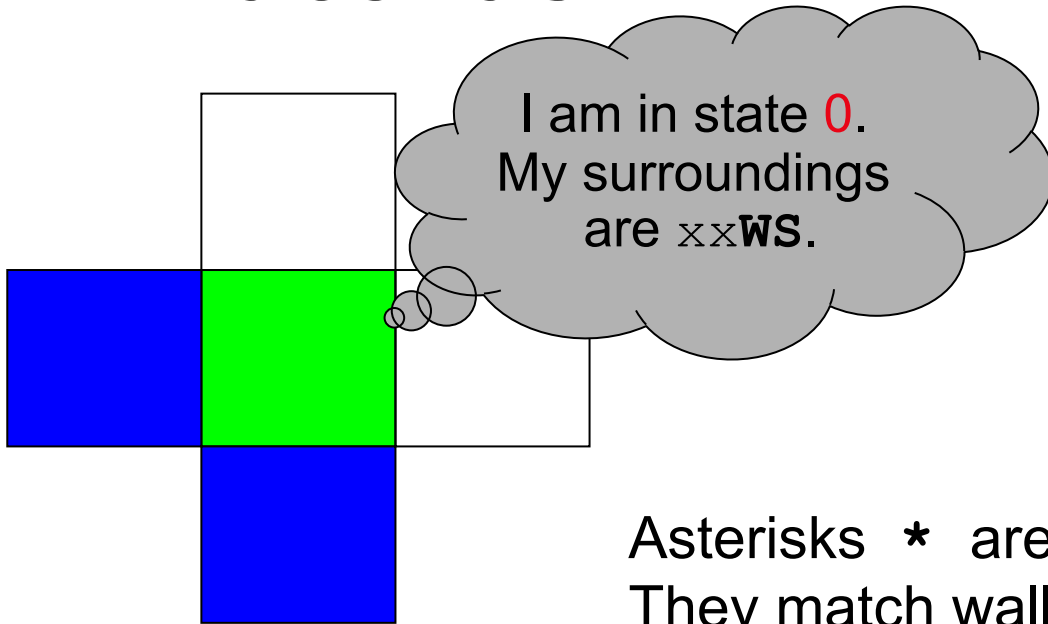 I am in state 0.
My surroundings
are xxWS.
Asterisks * are
They match wall